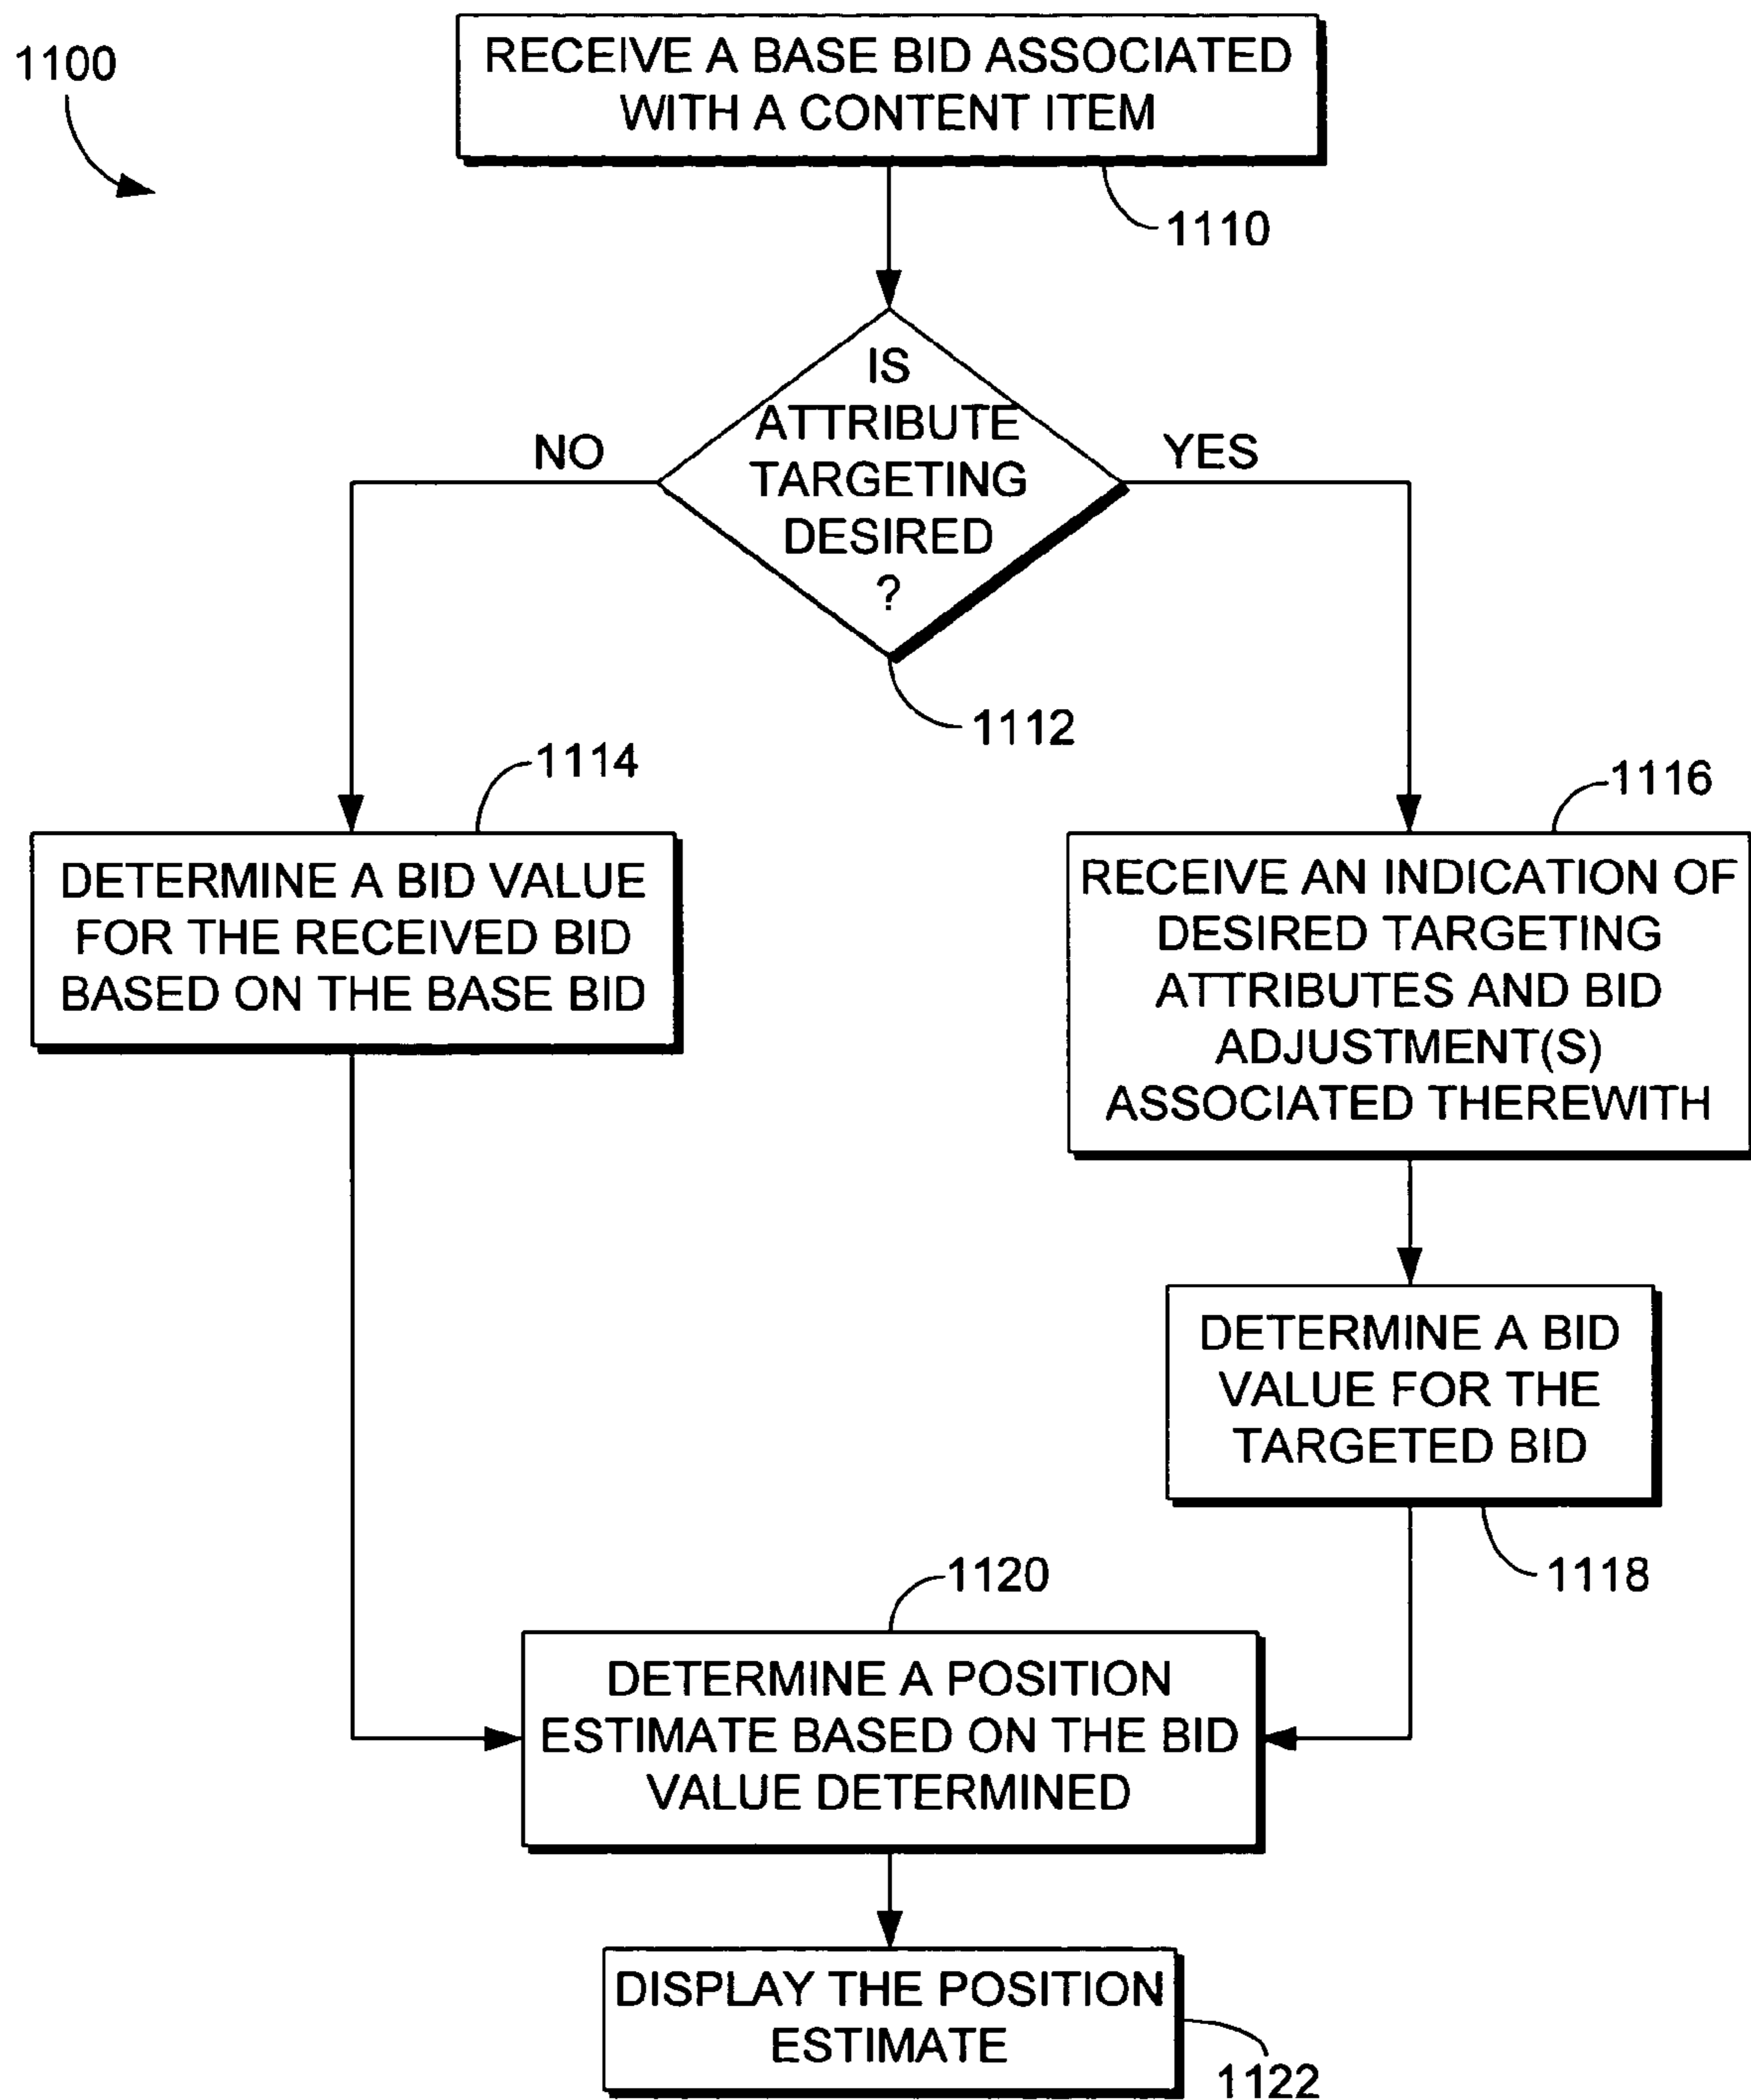 1100
RECEIVE A BASE BID ASSOCIATED
WITH A CONTENT ITEM
1110
IS
ATTRIBUTE
TARGETING
DESIRED
?
NO
YES
1112
1114
DETERMINE A BID VALUE
FOR THE RECEIVED BID
BASED ON THE BASE BID
1116
RECEIVE AN INDICATION OF
DESIRED TARGETING
ATTRIBUTES AND BID
ADJUSTMENT(S)
ASSOCIATED THEREWITH
DETERMINE A BID
VALUE FOR THE
TARGETED BID
1118
1120
DETERMINE A POSITION
ESTIMATE BASED ON THE BID
VALUE DETERMINED
DISPLAY THE POSITION
ESTIMATE
1122